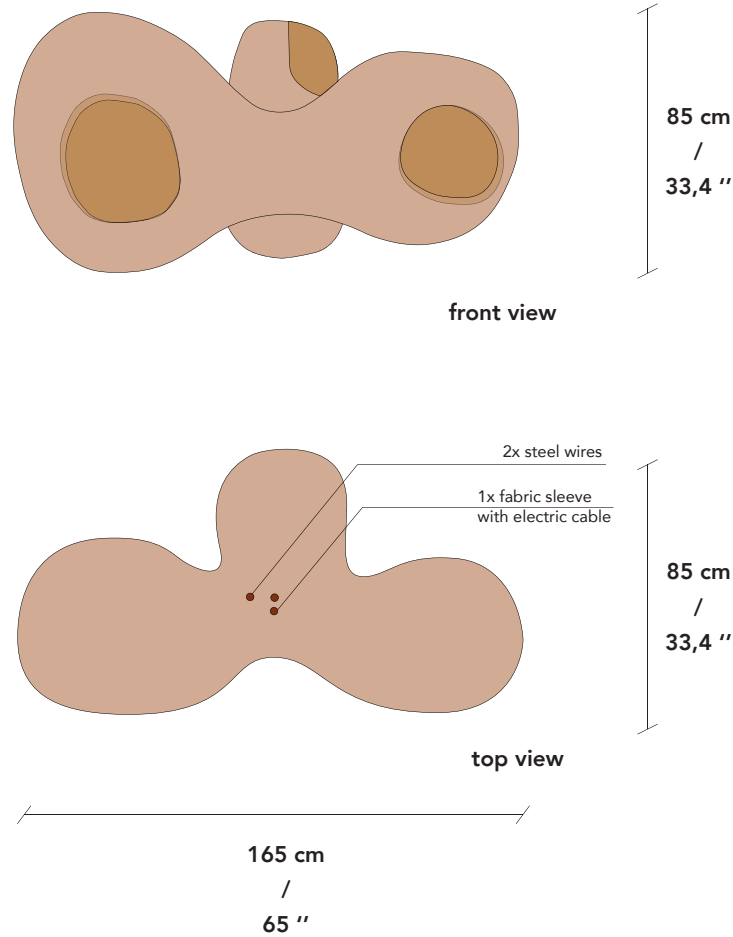 85 cm
/
33,4 ‘’
front view
2x steel wires
1x fabric sleeve
with electric cable
85 cm
/
33,4 ‘’
top view
165 cm
/
65 ‘’